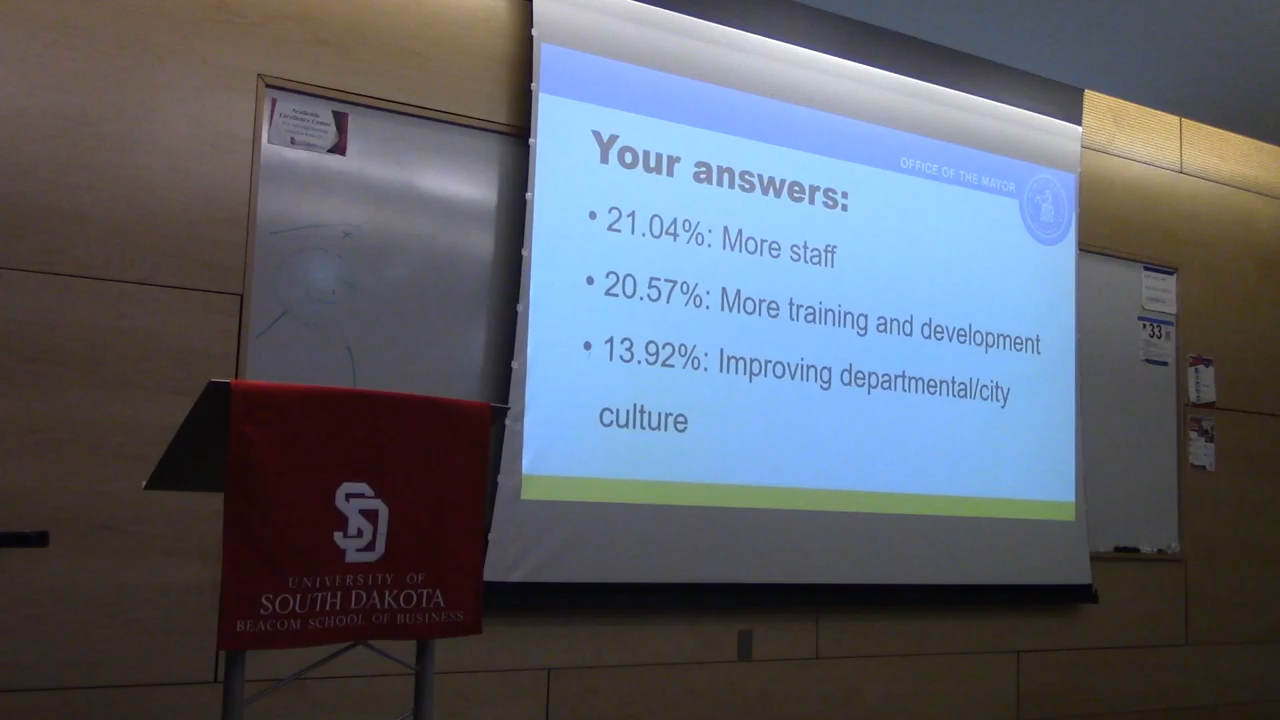 Academic
Excellence Center
OFFICE OF THE MAYOR
Your answers:
• 21.04%: More staff
• 20.57%: More training and development
• 13.92%: Improving departmental/city
culture
33
SD
UNIVERSITY OF
SOUTH DAKOTA
BEACOM SCHOOL OF BUSINESS